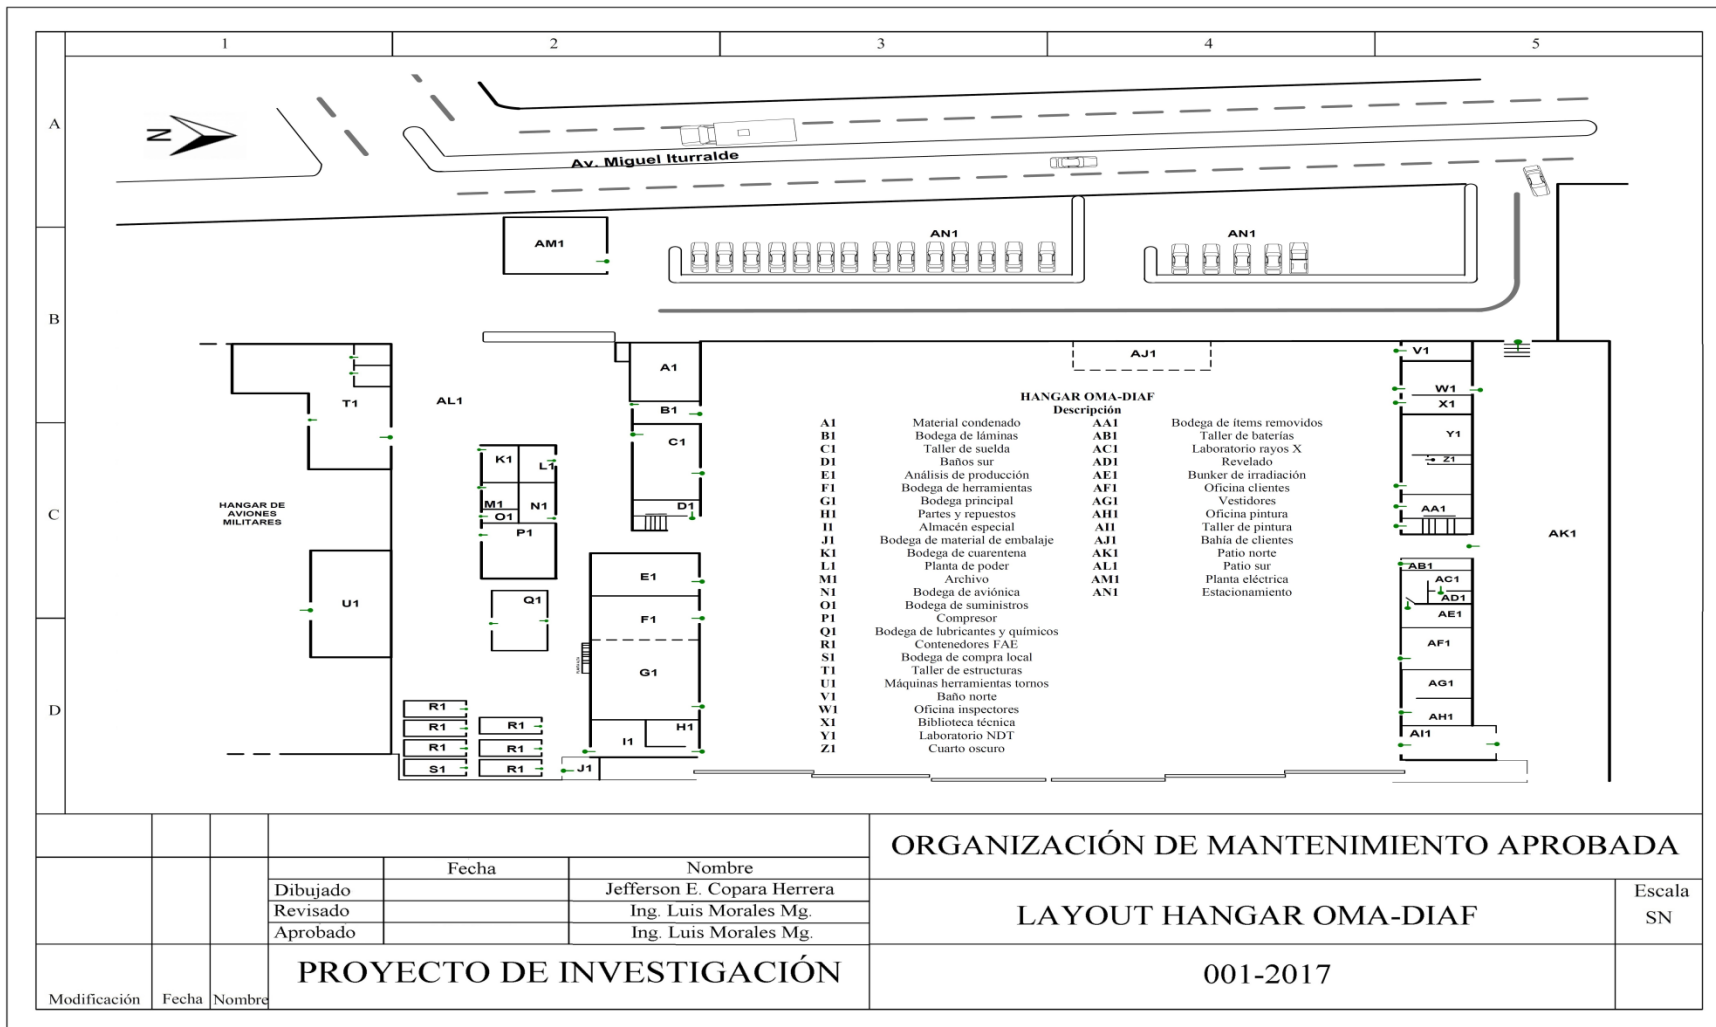 1 2 3 4 5
A
N
Av. Miguel Iturralde
AM1
AN1 AN1
B
A1
AJ1
V1
W1
X1
B1
T1
AL1
C1
Y1
K1
L1
Z1
M1
N1
O1
D1
AA1
C
HANGAR DE
AVIONES
MILITARES
P1
AK1
E1
AB1
AC1
AD1
U1
Q1
F1
AE1
AF1
G1
AG1
D
R1
R1
R1
S1
R1
R1
R1
H1
I1
J1
AH1
AI1
HANGAR OMA-DIAF
Descripción
A1 Material condenado AA1 Bodega de ítems removidos
B1 Bodega de láminas AB1 Taller de baterías
C1 Taller de suelda AC1 Laboratorio rayos X
D1 Baños sur AD1 Revelado
E1 Análisis de producción AE1 Bunker de irradiación
F1 Bodega de herramientas AF1 Oficina clientes
G1 Bodega principal AG1 Vestidores
H1 Partes y repuestos AH1 Oficina pintura
I1 Almacén especial AI1 Taller de pintura
J1 Bodega de material de embalaje AJ1 Bahía de clientes
K1 Bodega de cuarentena AK1 Patio norte
L1 Planta de poder AL1 Patio sur
M1 Archivo AM1 Planta eléctrica
N1 Bodega de aviónica AN1 Estacionamiento
O1 Bodega de suministros
P1 Compresor
Q1 Bodega de lubricantes y químicos
R1 Contenedores FAE
S1 Bodega de compra local
T1 Taller de estructuras
U1 Máquinas herramientas tornos
V1 Baño norte
W1 Oficina inspectores
X1 Biblioteca técnica
Y1 Laboratorio NDT
Z1 Cuarto oscuro
ORGANIZACIÓN DE MANTENIMIENTO APROBADA
Fecha Nombre
Dibujado Jefferson E. Copara Herrera
Revisado Ing. Luis Morales Mg.
Aprobado Ing. Luis Morales Mg.
LAYOUT HANGAR OMA-DIAF
Escala
SN
PROYECTO DE INVESTIGACIÓN
001-2017
Modificación Fecha Nombre